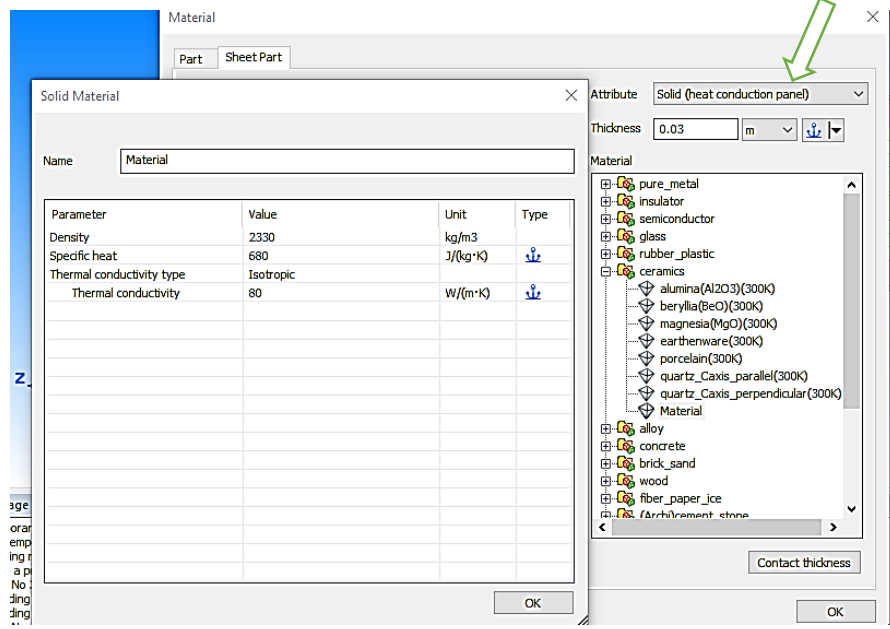 Material
Part Sheet Part
Attribute Solid (heat conduction panel)
Thickness 0.03 m
Material
pure_metal
insulator
semiconductor
glass
rubber_plastic
ceramics
alumina(Al2O3)(300K)
beryllia(BeO)(300K)
magnesia(MgO)(300K)
earthenware(300K)
porcelain(300K)
quartz_Caxis_parallel(300K)
quartz_Caxis_perpendicular(300K)
Material
alloy
concrete
brick_sand
wood
fiber_paper_ice
(Archi)cement_stone
Contact thickness
OK
Solid Material
Name Material
Parameter Value Unit Type
Density 2330 kg/m3
Specific heat 680 J/(kg·K)
Thermal conductivity type Isotropic
Thermal conductivity 80 W/(m·K)
OK
Z